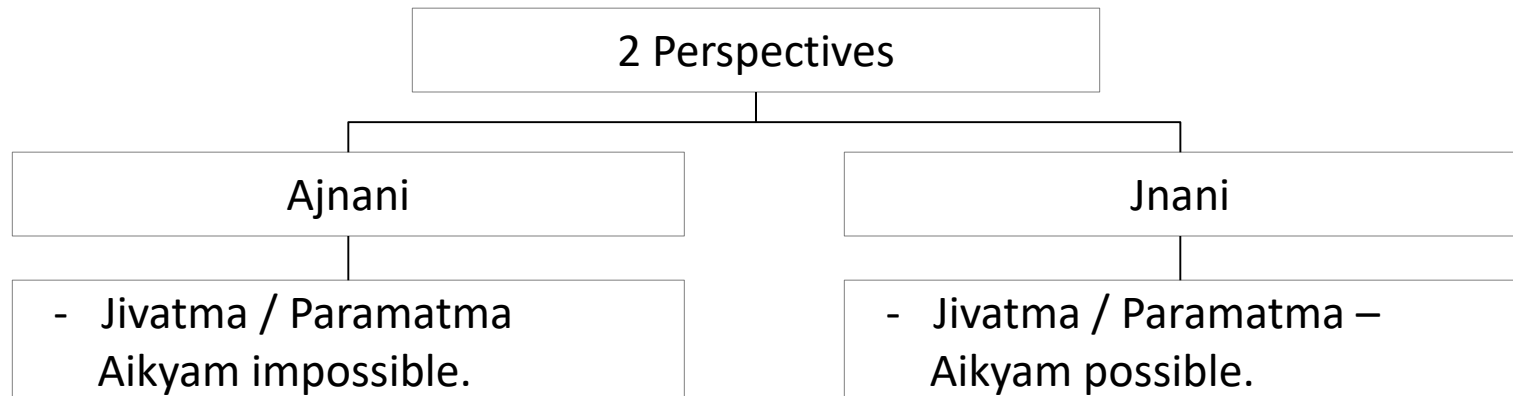 2 Perspectives
Ajnani
Jnani
- Jivatma / Paramatma
Aikyam impossible.
- Jivatma / Paramatma –
Aikyam possible.